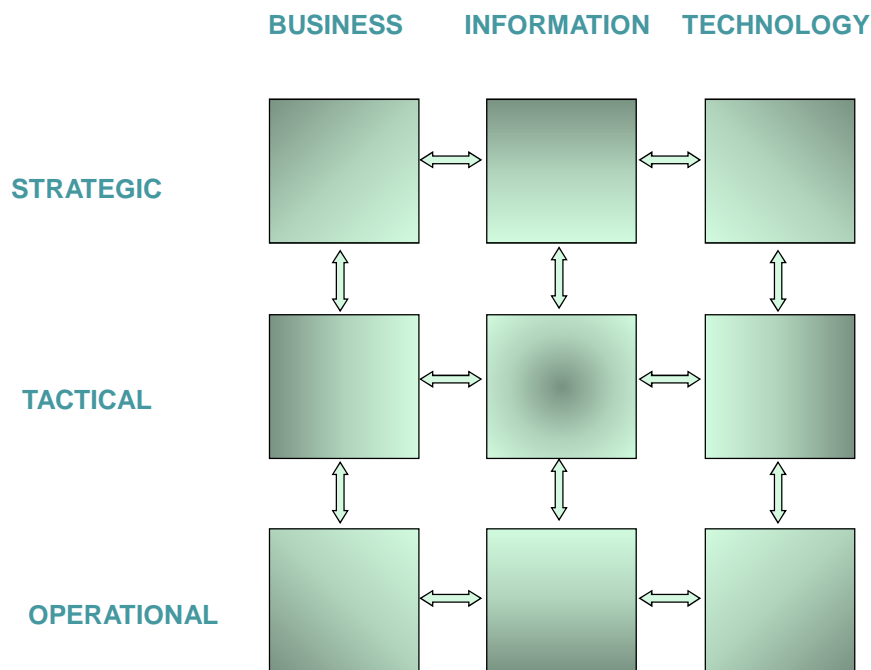 BUSINESS INFORMATION TECHNOLOGY
STRATEGIC
TACTICAL
OPERATIONAL